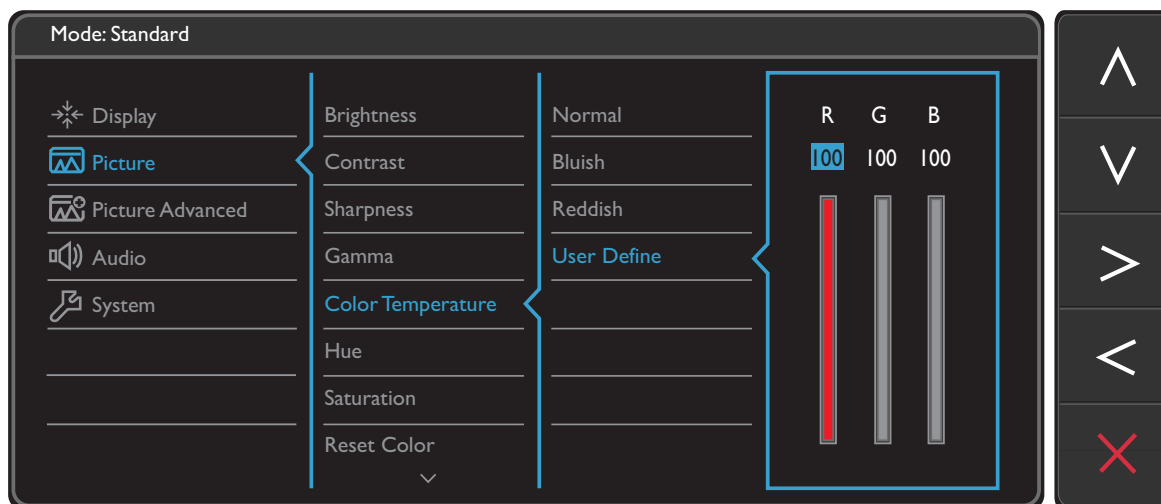 Mode: Standard
Display
Picture
Picture Advanced
Audio
System
Brightness
Contrast
Sharpness
Gamma
Color Temperature
Hue
Saturation
Reset Color
Normal
Bluish
Reddish
User Define
R G B
100 100 100